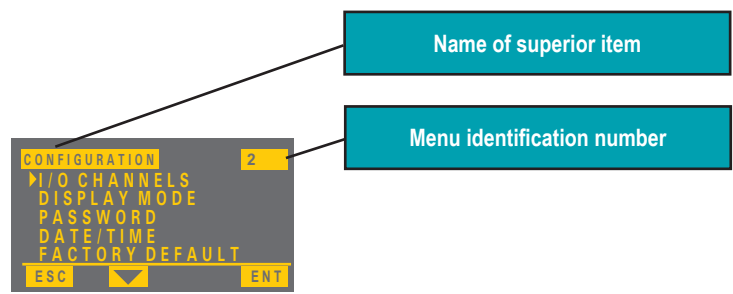 Name of superior item
Menu identification number
CONFIGURATION 2
I/O CHANNELS
DISPLAY MODE
PASSWORD
DATE/TIME
FACTORY DEFAULT
ESC ENT